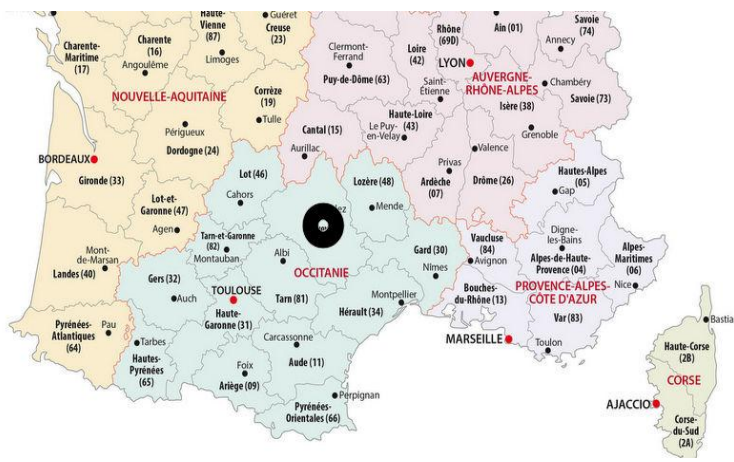 Haute-
Vienne
(87)
Guéret
Creuse
(23)
Rhône
(69D)
Ain (01)
Savoie
(74)
Charente-
Maritime
(17)
Charente
(16)
Angoulême
Limoges
Clermont-
Ferrand
Puy-de-Dôme (63)
Loire
(42)
LYON
Annecy
AUVERGNE-
RHÔNE-ALPES
Chambéry
Savoie (73)
NOUVELLE-AQUITAINE
Corrèze
(19)
Tulle
Saint-
Étienne
Isère (38)
Grenoble
Périgueux
Dordogne (24)
Cantal (15)
Aurillac
Haute-Loire
(43)
Le Puy-
en-Velay
Valence
Privas
Ardèche
(07)
Drôme (26)
BORDEAUX
Gironde (33)
Lot (46)
Cahors
Lozère (48)
Mende
Hautes-Alpes
(05)
Gap
Lot-et-
Garonne (47)
Agen
Tarn-et-Garonne
(82)
Montauban
Albi
OCCITANIE
Gard (30)
Nîmes
Vaucluse
(84)
Avignon
Digne-
les-Bains
Alpes-de-Haute-
Provence (04)
Alpes-
Maritimes
(06)
Nice
Mont-
de-Marsan
Landes (40)
Gers (32)
Auch
TOULOUSE
Haute-
Garonne (31)
Tarn (81)
Hérault (34)
Montpellier
Bouches-
du-Rhône (13)
PROVENCE-ALPES-
CÔTE D'AZUR
Var (83)
Toulon
MARSEILLE
Pyrénées-
Atlantiques
(64)
Pau
Tarbes
Hautes-
Pyrénées
(65)
Foix
Ariège (09)
Carcassonne
Aude (11)
Perpignan
Pyrénées-
Orientales (66)
Bastia
Haute-Corse
(2B)
CORSE
AJACCIO
Corse-
du-Sud
(2A)